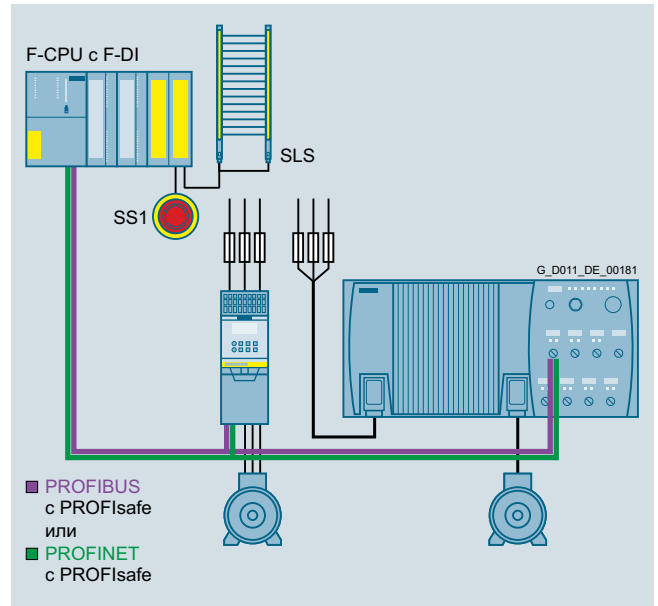 F-CPU с F-DI
SLS
SS1
G_D011_DE_00181
PROFIBUS
с PROFIsafe
или
PROFINET
с PROFIsafe